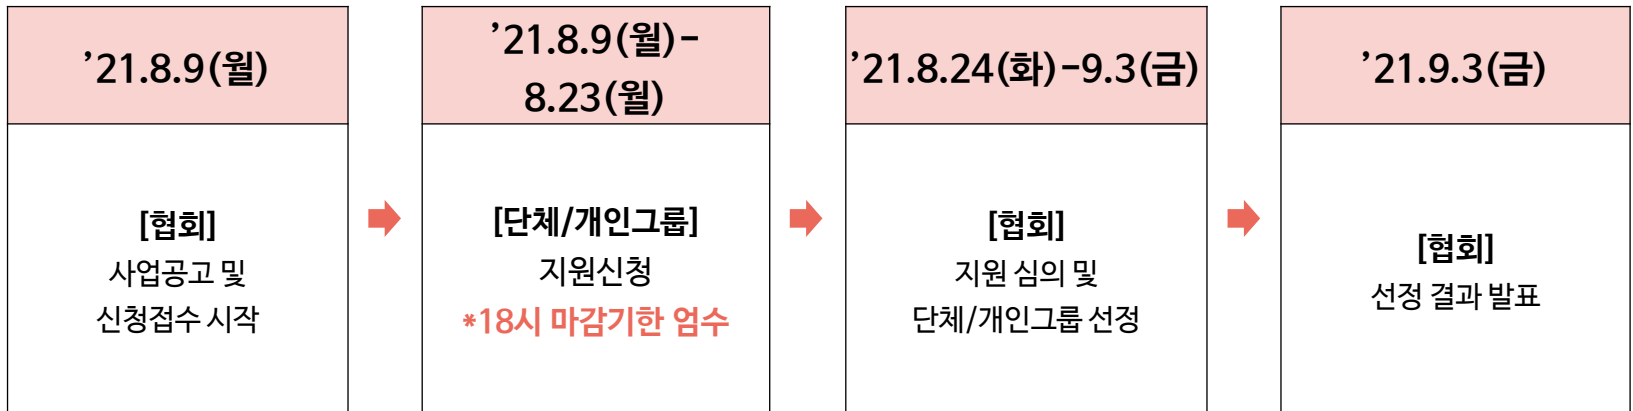 ’21.8.9(월)
[협회]
사업공고 및
신청접수 시작
’21.8.9(월)-
8.23(월)
[단체/개인그룹]
지원신청
*18시 마감기한 엄수
’21.8.24(화)-9.3(금)
[협회]
지원 심의 및
단체/개인그룹 선정
’21.9.3(금)
[협회]
선정 결과 발표